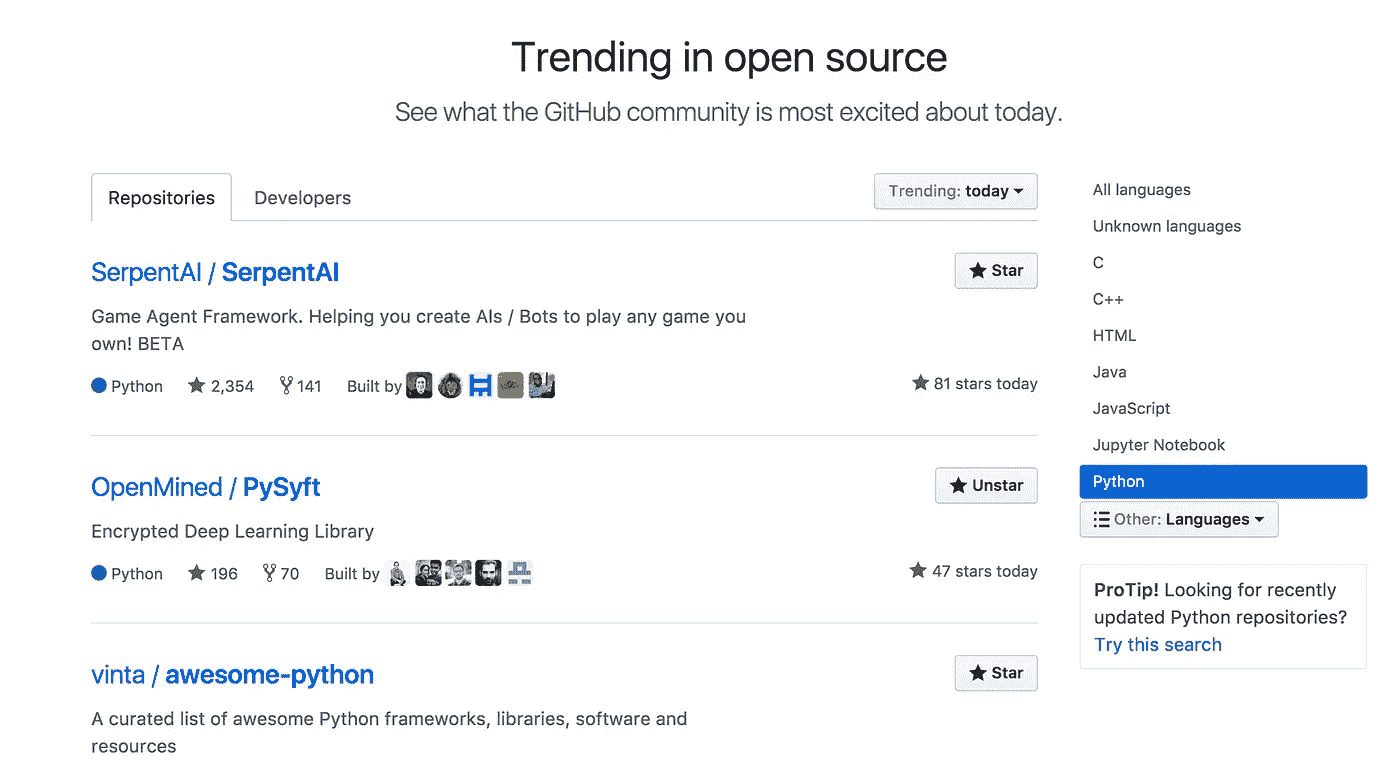 Trending in open source
See what the GitHub community is most excited about today.
Repositories
Developers
Trending: today
SerpentAI / SerpentAI
Star
Game Agent Framework. Helping you create AIs / Bots to play any game you
own! BETA
Python
2,354
141
Built by
81 stars today
OpenMined / PySyft
Unstar
Encrypted Deep Learning Library
Python
196
70
Built by
47 stars today
vinta / awesome-python
Star
A curated list of awesome Python frameworks, libraries, software and
resources
All languages
Unknown languages
C
C++
HTML
Java
JavaScript
Jupyter Notebook
Python
Other: Languages
ProTip! Looking for recently
updated Python repositories?
Try this search